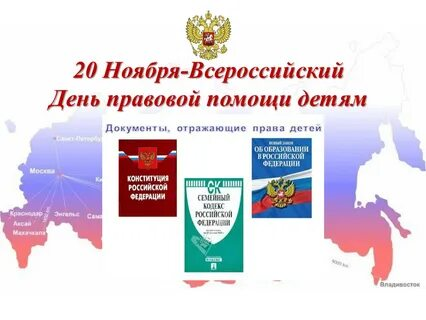 20 Ноября-Всероссийский
День правовой помощи детям
Документы, отражающие права детей
КОНСТИТУЦИЯ
РОССИЙСКОЙ
ФЕДЕРАЦИИ
СК
СЕМЕЙНЫЙ
КОДЕКС
РОССИЙСКОЙ
ФЕДЕРАЦИИ
НОВЫЙ ЗАКОН
ОБ ОБРАЗОВАНИИ
В РОССИЙСКОЙ
ФЕДЕРАЦИИ
Санкт-Петербург
Москва
Краснодар
Энгельс
Самара
Аксай
Махачкала
Владивосток